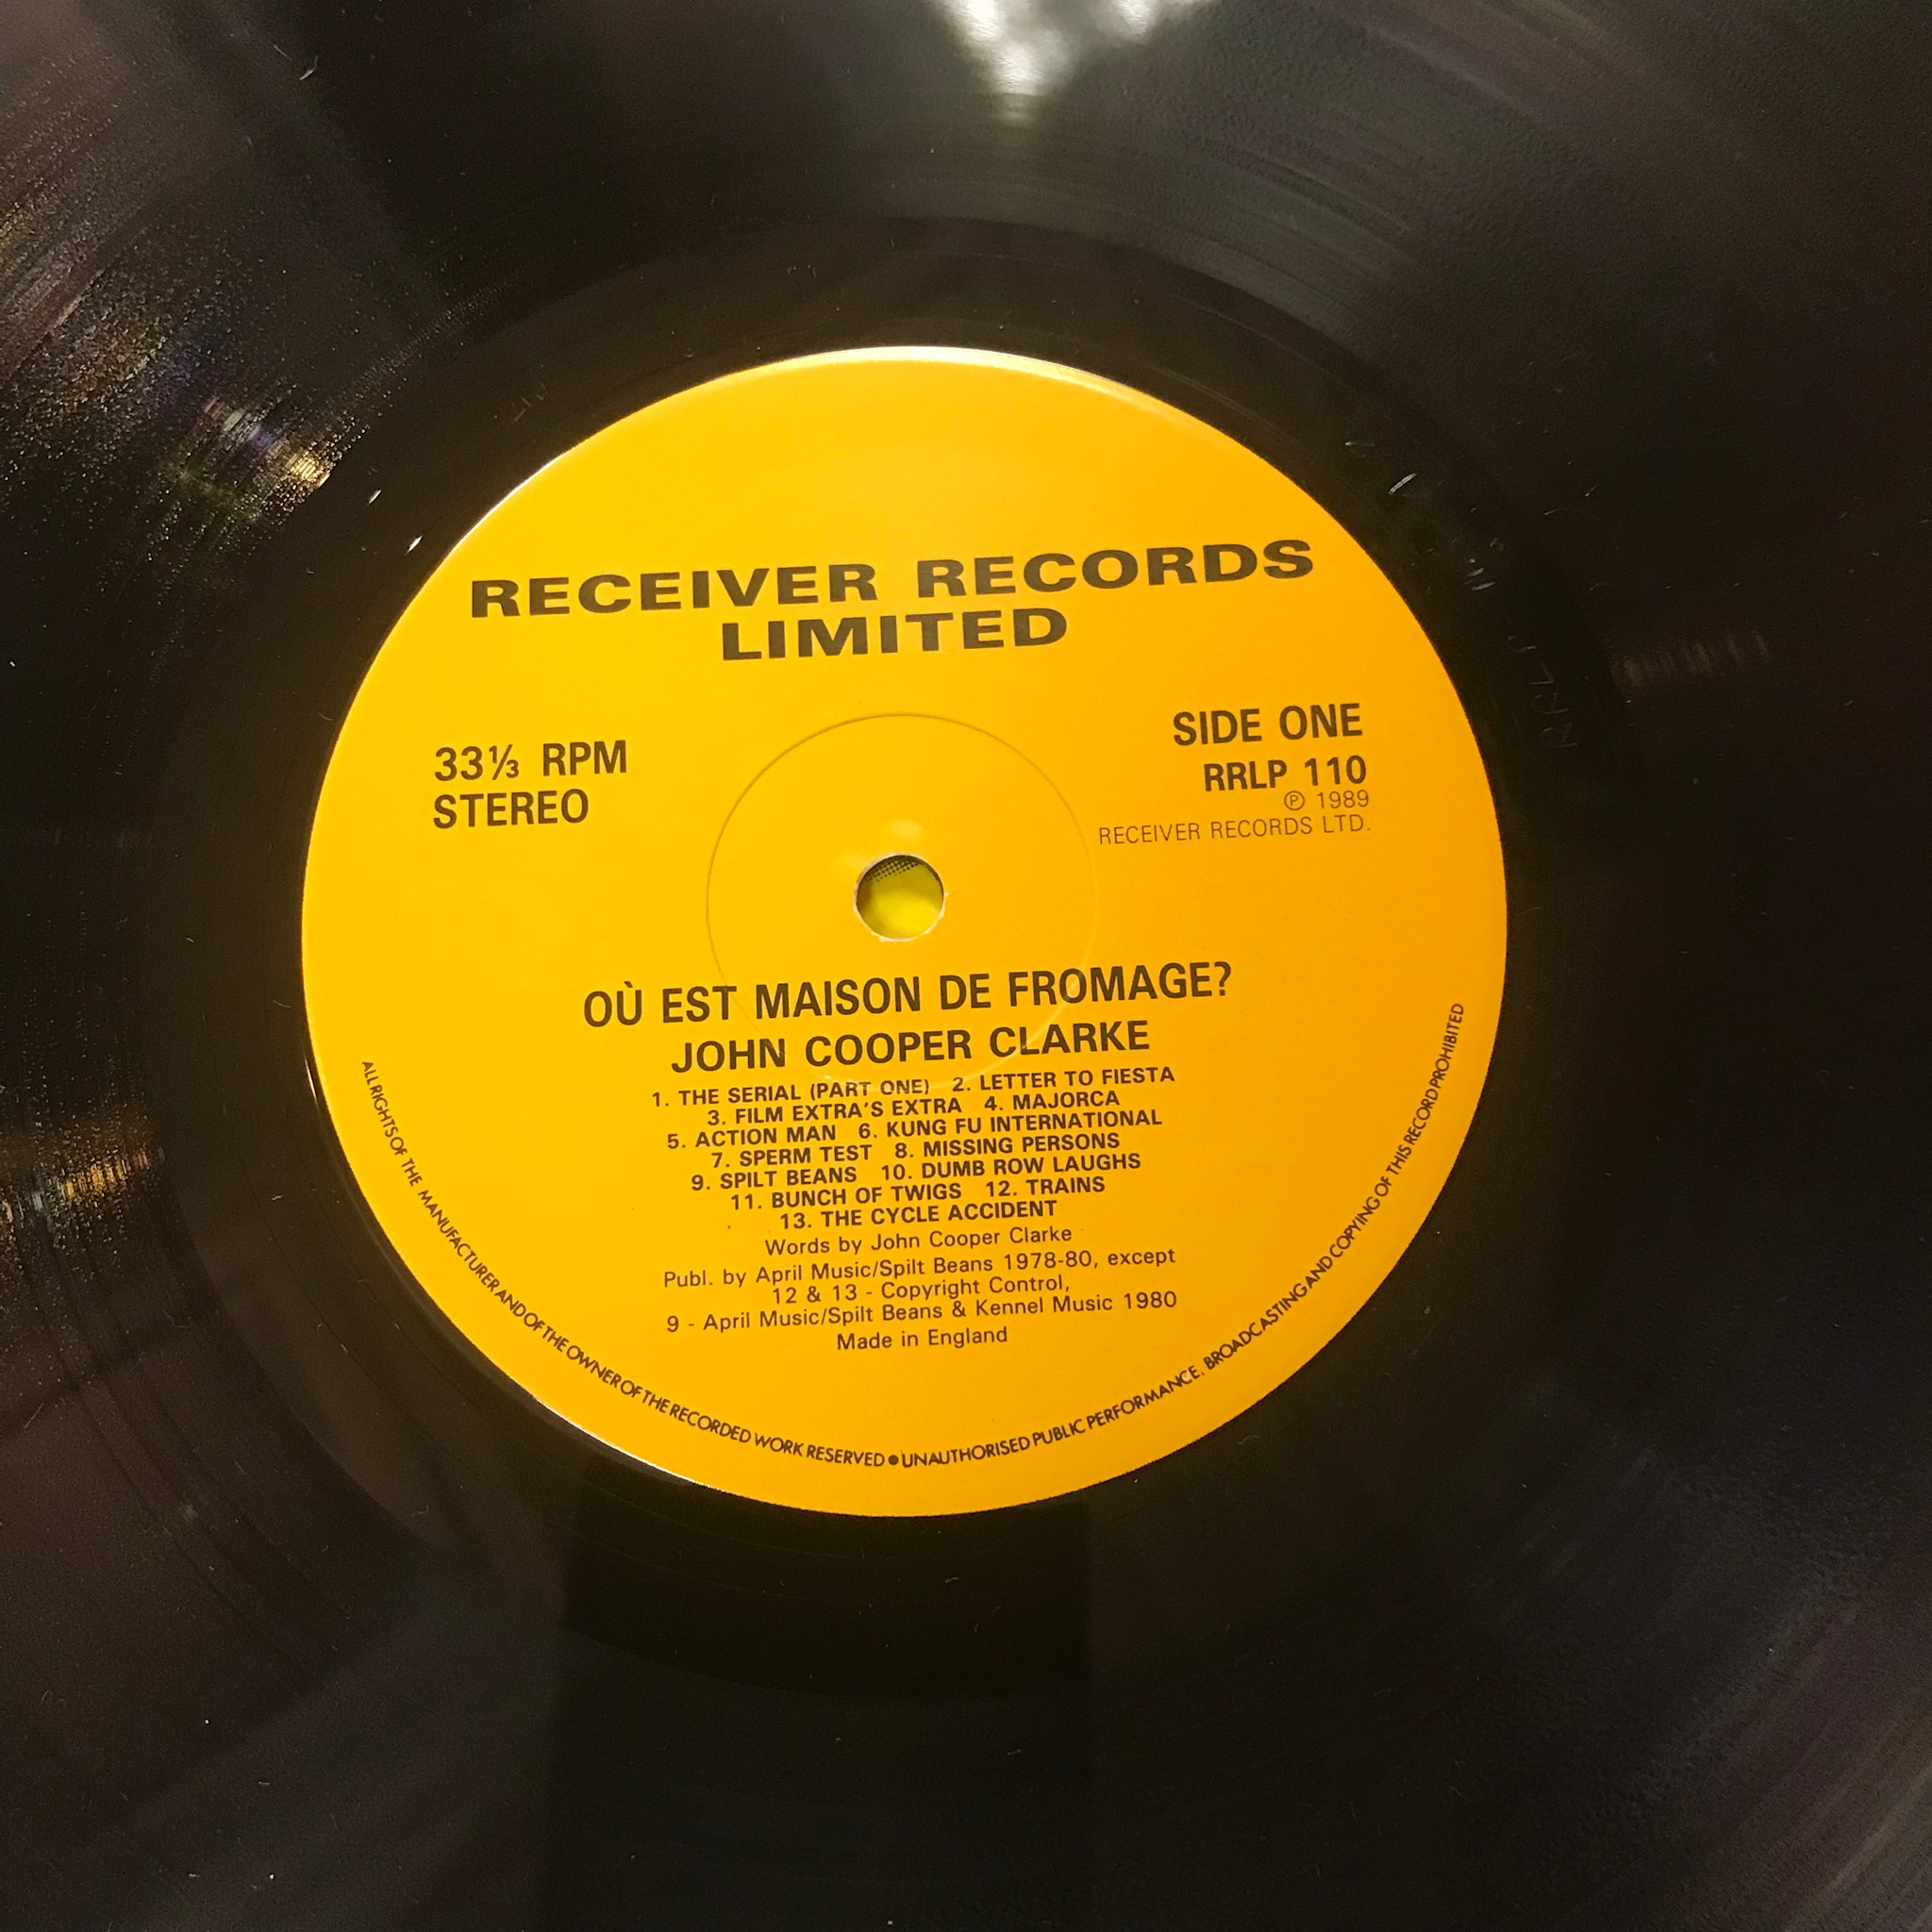 RECEIVER RECORDS
LIMITED
33⅓ RPM
STEREO
SIDE ONE
RRLP 110
℗ 1989
RECEIVER RECORDS LTD.
OÙ EST MAISON DE FROMAGE?
JOHN COOPER CLARKE
1. THE SERIAL (PART ONE) 2. LETTER TO FIESTA
3. FILM EXTRA'S EXTRA 4. MAJORCA
5. ACTION MAN 6. KUNG FU INTERNATIONAL
7. SPERM TEST 8. MISSING PERSONS
9. SPILT BEANS 10. DUMB ROW LAUGHS
11. BUNCH OF TWIGS 12. TRAINS
13. THE CYCLE ACCIDENT
Words by John Cooper Clarke
Publ. by April Music/Spilt Beans 1978-80, except
12 & 13 - Copyright Control,
9 - April Music/Spilt Beans & Kennel Music 1980
Made in England
ALL RIGHTS OF THE MANUFACTURER AND OF THE OWNER OF THE RECORDED WORK RESERVED ● UNAUTHORISED PUBLIC PERFORMANCE, BROADCASTING AND COPYING OF THIS RECORD PROHIBITED